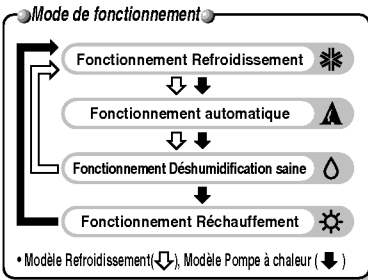 Mode de fonctionnement
Fonctionnement Refroidissement
Fonctionnement automatique
Fonctionnement Déshumidification saine
Fonctionnement Réchauffement
• Modèle Refroidissement(⇩), Modèle Pompe à chaleur (⬇)